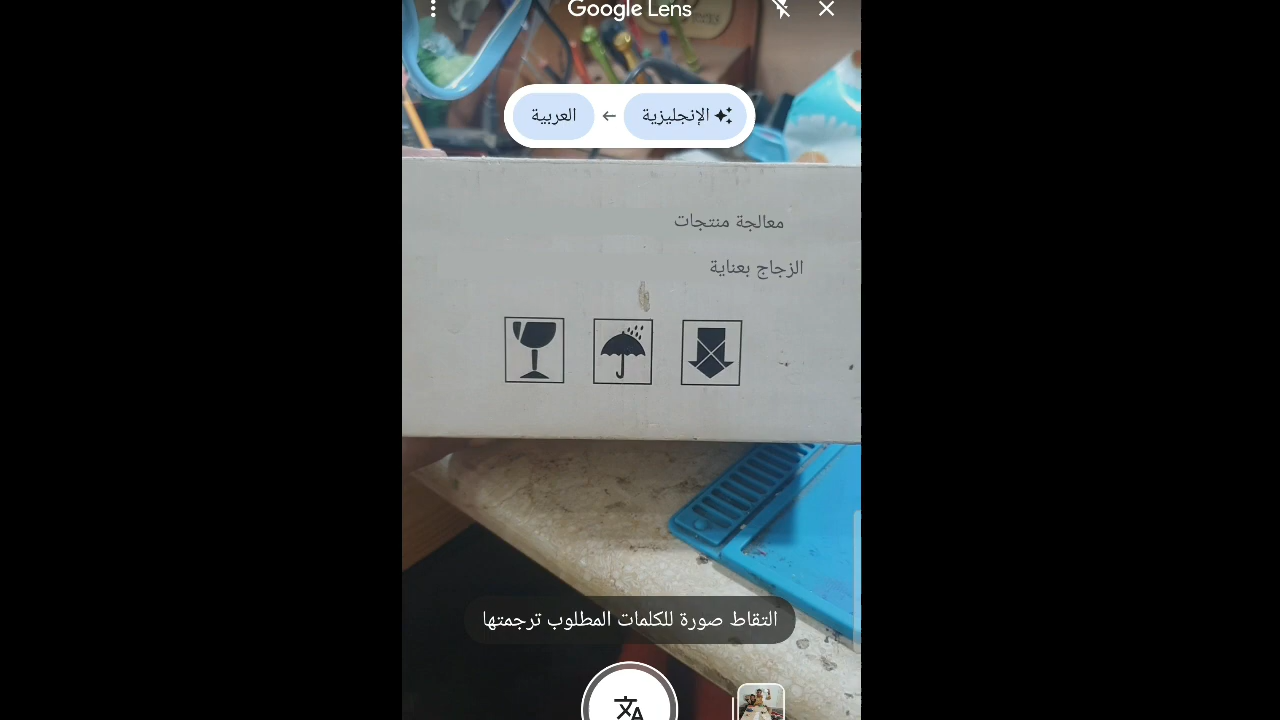 Google Lens
الإنجليزية ← العربية
معالجة منتجات
الزجاج بعناية
التقاط صورة للكلمات المطلوب ترجمتها